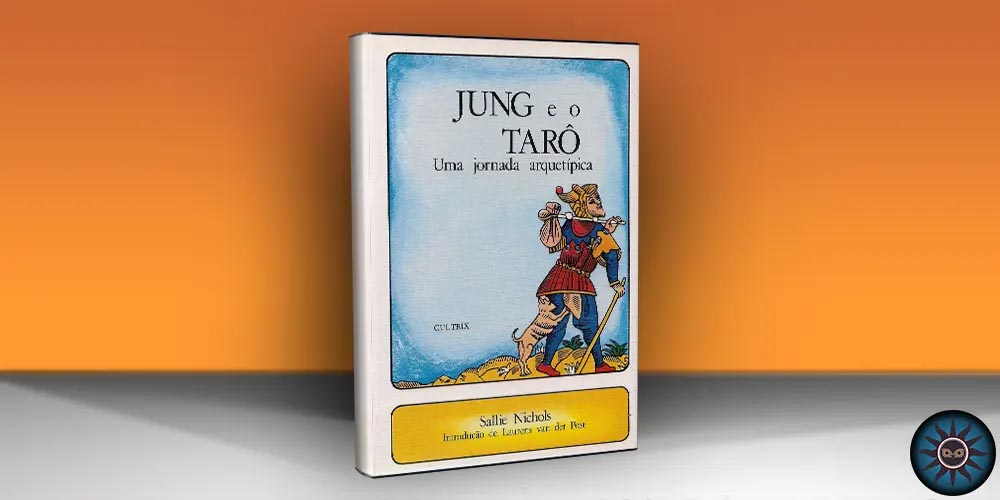 JUNG e o
TARÔ
Uma jornada arquetípica
CULTRIX
Sallie Nichols
Introdução de Laurens van der Post